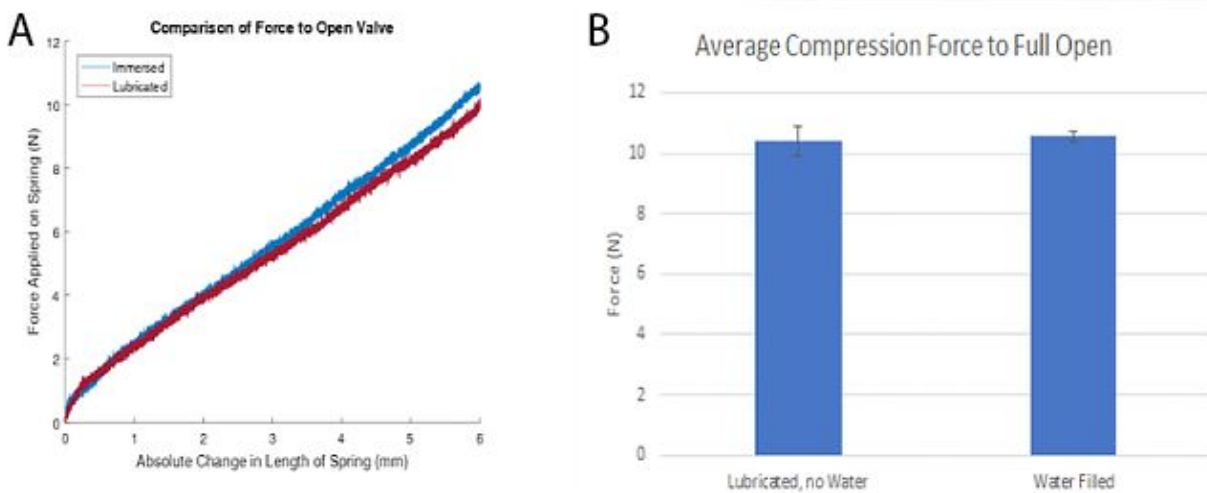 A
Comparison of Force to Open Valve
12
10
8
6
4
2
0
Immersed
Lubricated
Force Applied on Spring (N)
0 1 2 3 4 5 6
Absolute Change in Length of Spring (mm)
B
Average Compression Force to Full Open
12
10
8
6
4
2
0
Force (N)
Lubricated, no Water
Water Filled